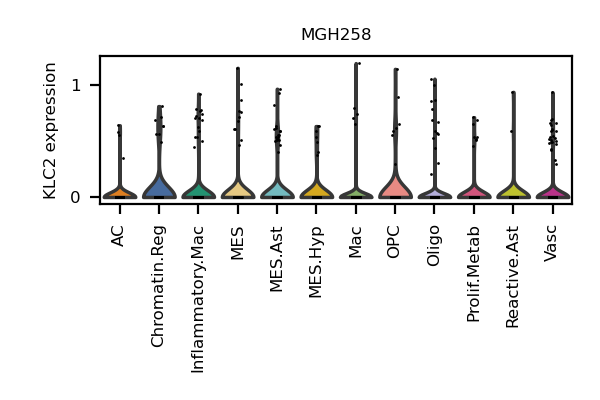 MGH258
KLC2 expression
1
0
AC
Chromatin.Reg
Inflammatory.Mac
MES
MES.Ast
MES.Hyp
Mac
OPC
Oligo
Prolif.Metab
Reactive.Ast
Vasc